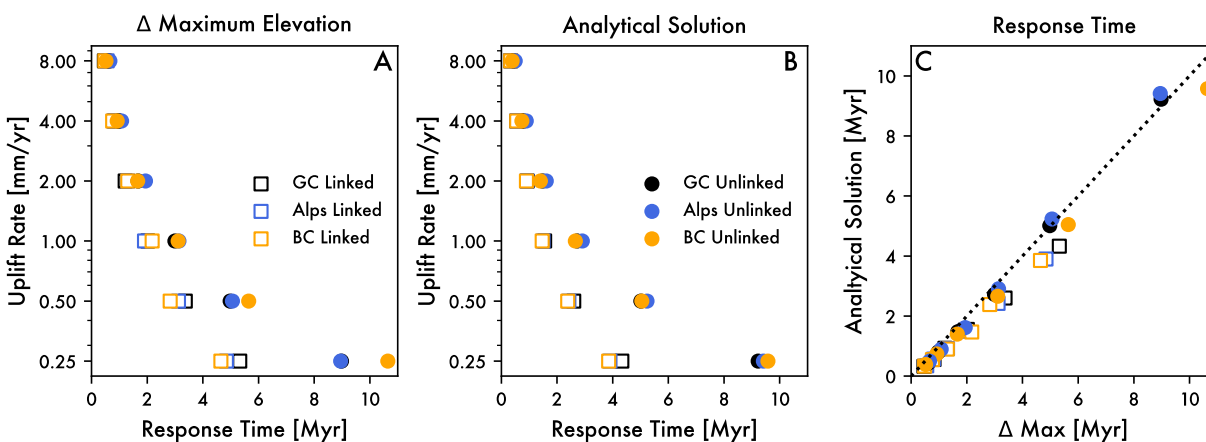 Δ Maximum Elevation
A
8.00
4.00
2.00
1.00
0.50
0.25
Uplift Rate [mm/yr]
GC Linked
Alps Linked
BC Linked
0 2 4 6 8 10
Response Time [Myr]
Analytical Solution
B
8.00
4.00
2.00
1.00
0.50
0.25
Uplift Rate [mm/yr]
GC Unlinked
Alps Unlinked
BC Unlinked
0 2 4 6 8 10
Response Time [Myr]
Response Time
C
10
8
6
4
2
0
Analtyical Solution [Myr]
0 2 4 6 8 10
Δ Max [Myr]